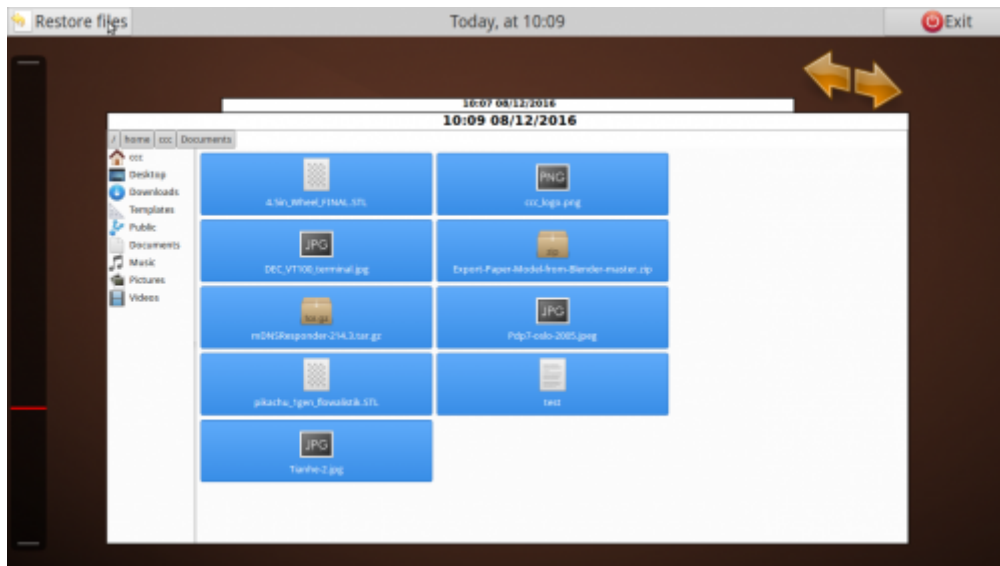 Restore files
Today, at 10:09
Exit
10:07 08/12/2016
10:09 08/12/2016
/ home ccc Documents
ccc
Desktop
Downloads
Templates
Public
Documents
Music
Pictures
Videos
4.5in_Wheel_FINAL.STL
PNG
ccc_logo.png
JPG
DEC_VT100_terminal.jpg
zip
Export-Paper-Model-from-Blender-master.zip
tar.gz
mDNSResponder-214.3.tar.gz
JPG
Pdp7-oslo-2005.jpeg
pikachu_1gen_flowalistik.STL
test
JPG
Tianhe-2.jpg